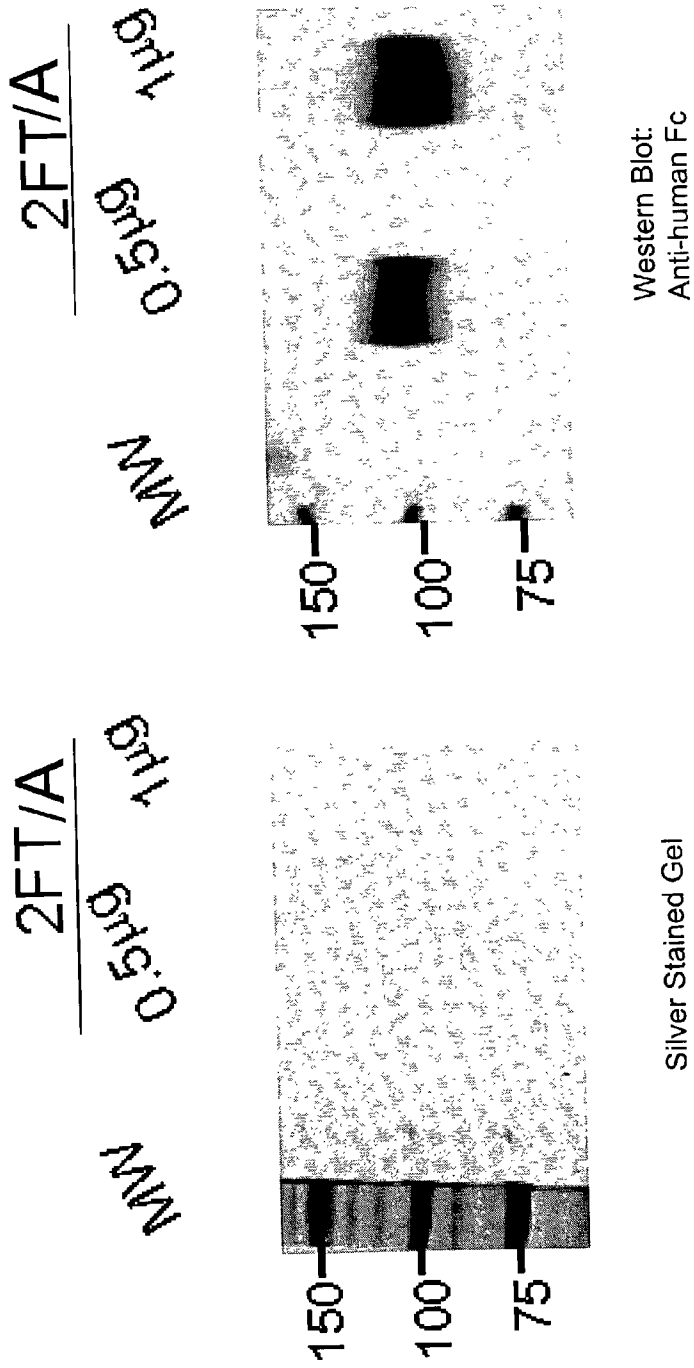 2FT/A
MW
0.5µg
1µg
150
100
75
Silver Stained Gel
2FT/A
MW
0.5µg
1µg
150
100
75
Western Blot:
Anti-human Fc